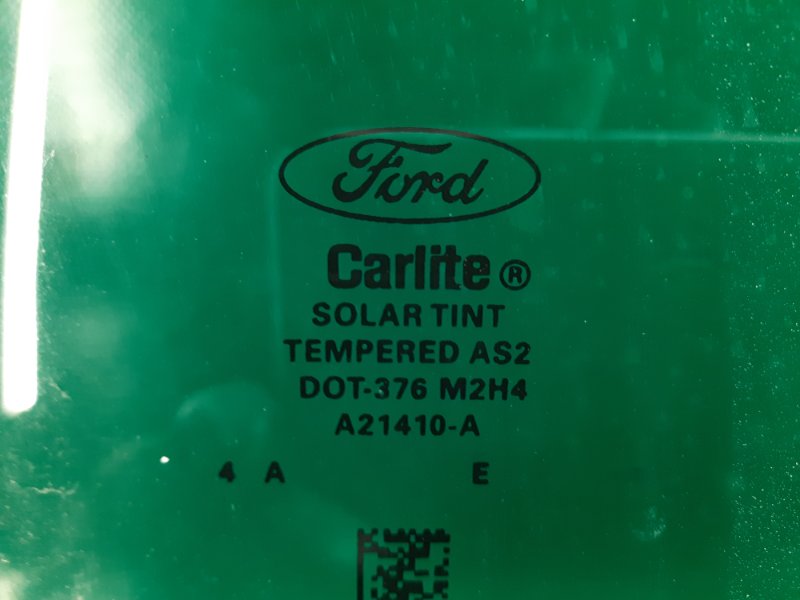 Ford
Carlite®
SOLAR TINT
TEMPERED AS2
DOT-376 M2H4
A21410-A
4 A E